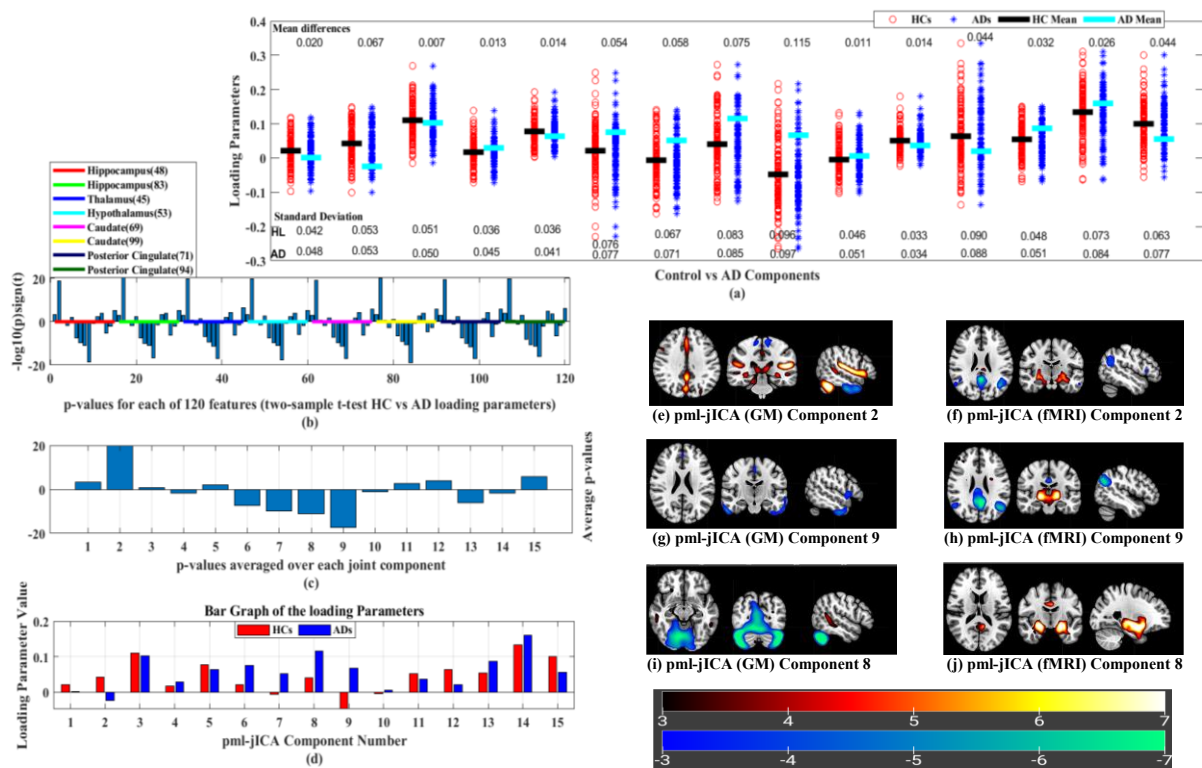 Mean differences
HCs ADs HC Mean AD Mean
0.020 0.067 0.007 0.013 0.014 0.054 0.058 0.075 0.115 0.011 0.014 0.044 0.032 0.026 0.044
0.4
0.3
0.2
0.1
0
-0.1
-0.2
-0.3
Loading Parameters
Standard Deviation
HL 0.042 0.053 0.051 0.036 0.036 0.076 0.067 0.083 0.096 0.046 0.033 0.090 0.048 0.073 0.063
AD 0.048 0.053 0.050 0.045 0.041 0.077 0.071 0.085 0.097 0.051 0.034 0.088 0.051 0.084 0.077
Control vs AD Components
(a)
Hippocampus(48)
Hippocampus(83)
Thalamus(45)
Hypothalamus(53)
Caudate(69)
Caudate(99)
Posterior Cingulate(71)
Posterior Cingulate(94)
-log10(p)sign(t)
20
0
-20
0 20 40 60 80 100 120
p-values for each of 120 features (two-sample t-test HC vs AD loading parameters)
(b)
20
0
-20
Average p-values
1 2 3 4 5 6 7 8 9 10 11 12 13 14 15
p-values averaged over each joint component
(c)
Bar Graph of the loading Parameters
HCs ADs
Loading Parameter Value
0.2
0.1
0
1 2 3 4 5 6 7 8 9 10 11 12 13 14 15
pml-jICA Component Number
(d)
(e) pml-jICA (GM) Component 2
(f) pml-jICA (fMRI) Component 2
(g) pml-jICA (GM) Component 9
(h) pml-jICA (fMRI) Component 9
(i) pml-jICA (GM) Component 8
(j) pml-jICA (fMRI) Component 8
3 4 5 6 7
-3 -4 -5 -6 -7